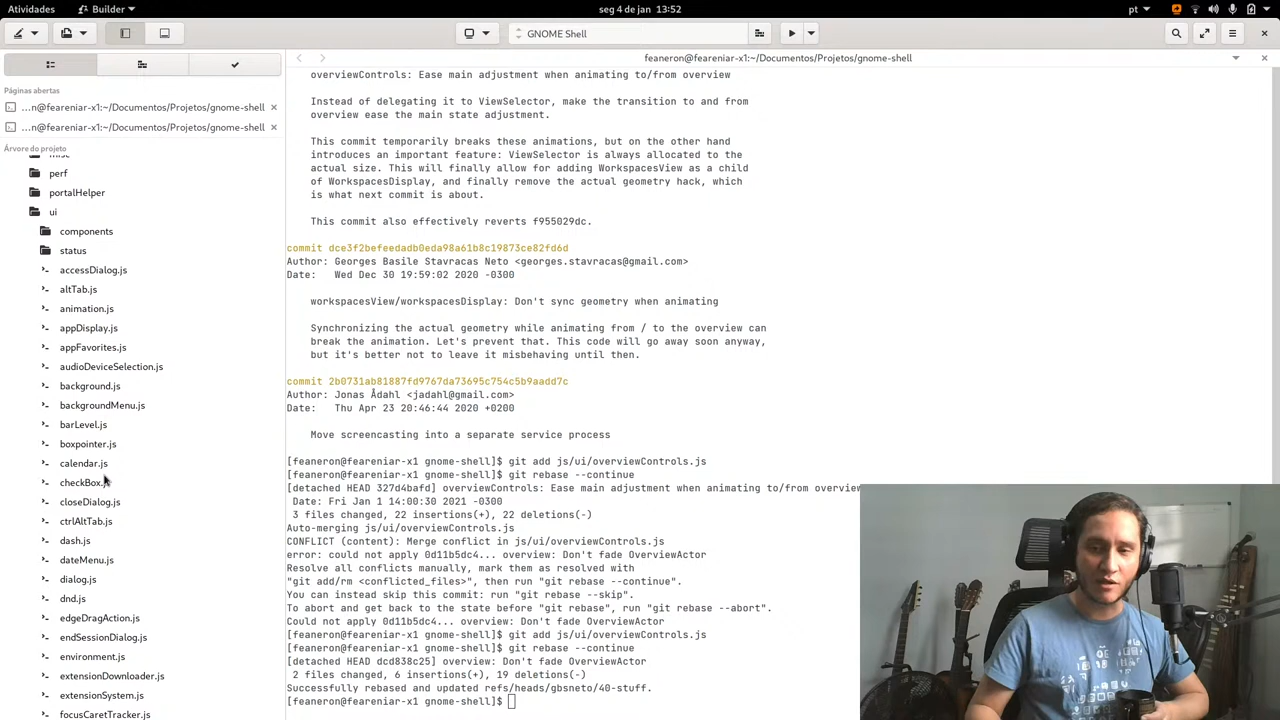 Atividades
Builder
seg 4 de jan 13:52
pt
GNOME Shell
Páginas abertas
…n@feareniar-x1:~/Documentos/Projetos/gnome-shell
…n@feareniar-x1:~/Documentos/Projetos/gnome-shell
Árvore do projeto
misc
perf
portalHelper
ui
components
status
accessDialog.js
altTab.js
animation.js
appDisplay.js
appFavorites.js
audioDeviceSelection.js
background.js
backgroundMenu.js
barLevel.js
boxpointer.js
calendar.js
checkBox.js
closeDialog.js
ctrlAltTab.js
dash.js
dateMenu.js
dialog.js
dnd.js
edgeDragAction.js
endSessionDialog.js
environment.js
extensionDownloader.js
extensionSystem.js
focusCaretTracker.js
feaneron@feareniar-x1:~/Documentos/Projetos/gnome-shell
overviewControls: Ease main adjustment when animating to/from overview
Instead of delegating it to ViewSelector, make the transition to and from
overview ease the main state adjustment.
This commit temporarily breaks these animations, but on the other hand
introduces an important feature: ViewSelector is always allocated to the
actual size. This will finally allow for adding WorkspacesView as a child
of WorkspacesDisplay, and finally remove the actual geometry hack, which
is what next commit is about.
This commit also effectively reverts f955029dc.
commit dce3f2befeedadb0eda98a61b8c19873ce82fd6d
Author: Georges Basile Stavracas Neto <georges.stavracas@gmail.com>
Date:   Wed Dec 30 19:59:02 2020 -0300
workspacesView/workspacesDisplay: Don't sync geometry when animating
Synchronizing the actual geometry while animating from / to the overview can
break the animation. Let's prevent that. This code will go away soon anyway,
but it's better not to leave it misbehaving until then.
commit 2b0731ab81887fd9767da73695c754c5b9aadd7c
Author: Jonas Ådahl <jadahl@gmail.com>
Date:   Thu Apr 23 20:46:44 2020 +0200
Move screencasting into a separate service process
[feaneron@feareniar-x1 gnome-shell]$ git add js/ui/overviewControls.js
[feaneron@feareniar-x1 gnome-shell]$ git rebase --continue
[detached HEAD 327d4bafd] overviewControls: Ease main adjustment when animating to/from overview
Date: Fri Jan 1 14:00:30 2021 -0300
3 files changed, 22 insertions(+), 22 deletions(-)
Auto-merging js/ui/overviewControls.js
CONFLICT (content): Merge conflict in js/ui/overviewControls.js
error: could not apply 0d11b5dc4... overview: Don't fade OverviewActor
Resolve all conflicts manually, mark them as resolved with
"git add/rm <conflicted_files>", then run "git rebase --continue".
You can instead skip this commit: run "git rebase --skip".
To abort and get back to the state before "git rebase", run "git rebase --abort".
Could not apply 0d11b5dc4... overview: Don't fade OverviewActor
[feaneron@feareniar-x1 gnome-shell]$ git add js/ui/overviewControls.js
[feaneron@feareniar-x1 gnome-shell]$ git rebase --continue
[detached HEAD dcd838c25] overview: Don't fade OverviewActor
2 files changed, 6 insertions(+), 19 deletions(-)
Successfully rebased and updated refs/heads/gbsneto/40-stuff.
[feaneron@feareniar-x1 gnome-shell]$